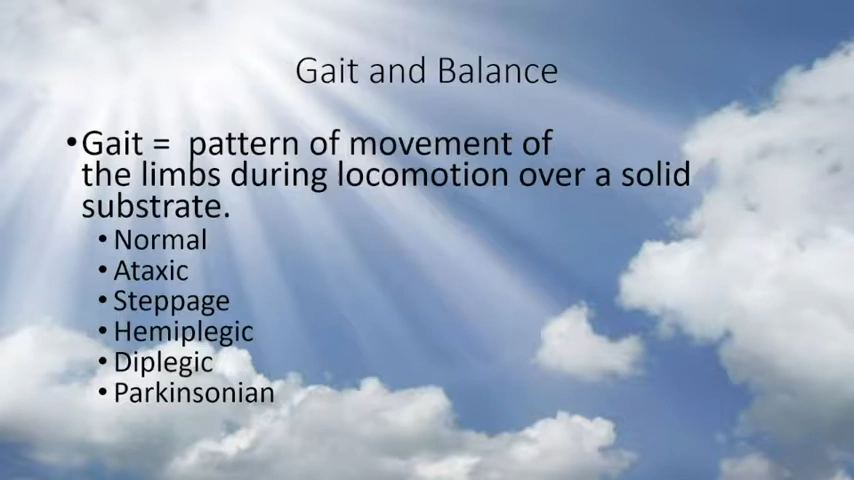 Gait and Balance
•Gait =  pattern of movement of
the limbs during locomotion over a solid
substrate.
• Normal
• Ataxic
• Steppage
• Hemiplegic
• Diplegic
• Parkinsonian